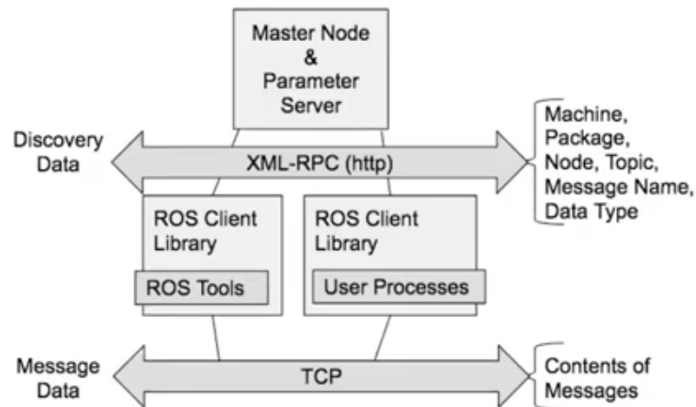 Master Node
&
Parameter
Server
Discovery
Data
XML-RPC (http)
Machine,
Package,
Node, Topic,
Message Name,
Data Type
ROS Client
Library
ROS Tools
ROS Client
Library
User Processes
Message
Data
TCP
Contents of
Messages